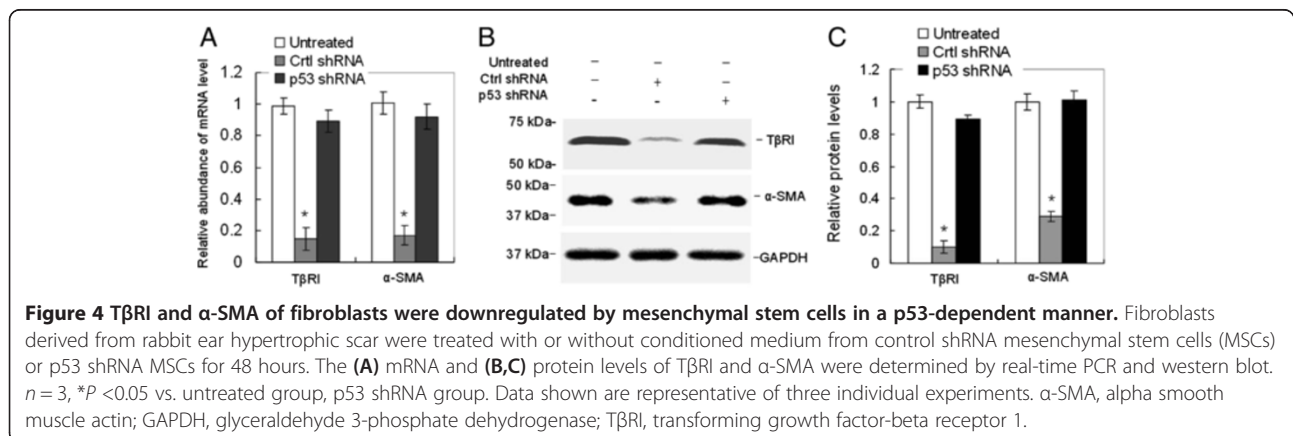 A
Untreated
Crtl shRNA
p53 shRNA
Relative abundance of mRNA level
1.2
1
0.8
0.6
0.4
0.2
0
*
*
TβRI
α-SMA
B
Untreated – – –
Ctrl shRNA – + –
p53 shRNA - - +
75 kDa-
50 kDa-
–TβRI
50 kDa–
37 kDa–
–α-SMA
37 kDa–
–GAPDH
C
Untreated
Crtl shRNA
p53 shRNA
Relative protein levels
1.2
1
0.8
0.6
0.4
0.2
0
*
*
TβRI
α-SMA
Figure 4 TβRI and α-SMA of fibroblasts were downregulated by mesenchymal stem cells in a p53-dependent manner. Fibroblasts
derived from rabbit ear hypertrophic scar were treated with or without conditioned medium from control shRNA mesenchymal stem cells (MSCs)
or p53 shRNA MSCs for 48 hours. The (A) mRNA and (B,C) protein levels of TβRI and α-SMA were determined by real-time PCR and western blot.
n = 3, *P <0.05 vs. untreated group, p53 shRNA group. Data shown are representative of three individual experiments. α-SMA, alpha smooth
muscle actin; GAPDH, glyceraldehyde 3-phosphate dehydrogenase; TβRI, transforming growth factor-beta receptor 1.